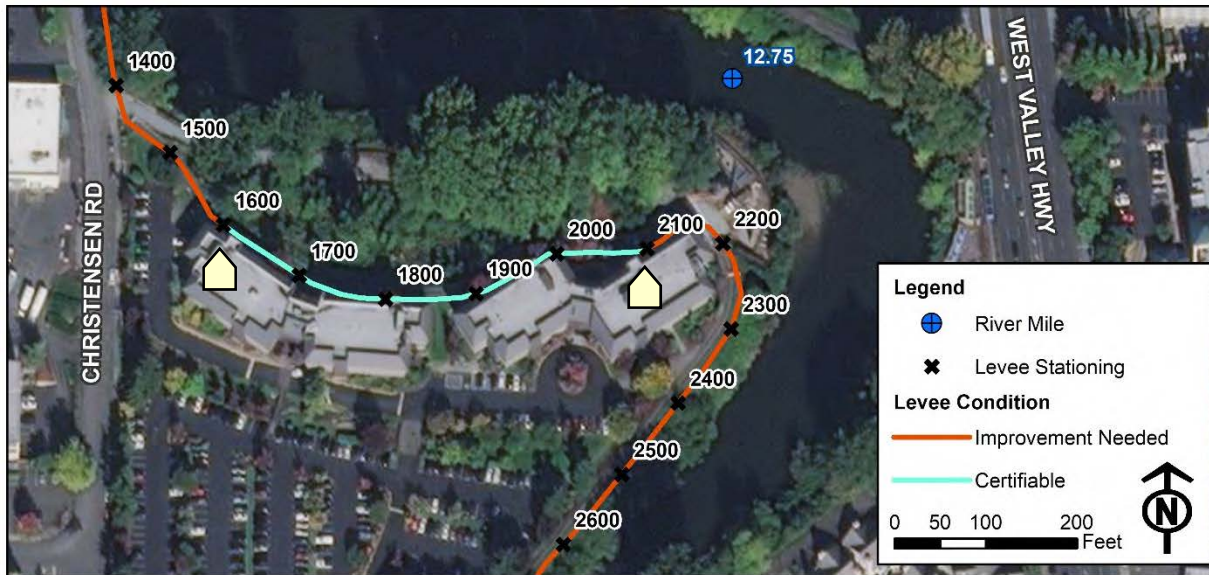 12.75
1400
1500
1600
1700
1800
1900
2000
2100
2200
2300
2400
2500
2600
CHRISTENSEN RD
WEST VALLEY HWY
Legend
River Mile
Levee Stationing
Levee Condition
Improvement Needed
Certifiable
N
0 50 100 200
Feet